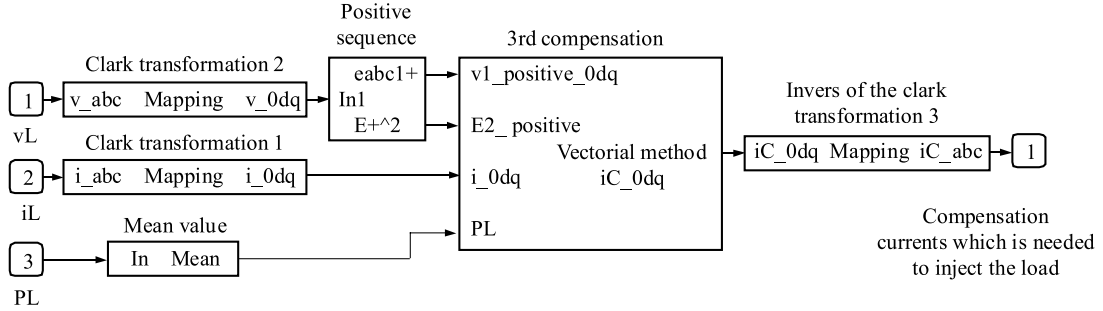 Positive
sequence
3rd compensation
Clark transformation 2
eabc1+
v1_positive_0dq
Invers of the clark
transformation 3
1
v_abc Mapping v_0dq
In1
vL
E+^2
E2_ positive
Clark transformation 1
Vectorial method
iC_0dq Mapping iC_abc
1
2
i_abc Mapping i_0dq
i_0dq
iC_0dq
iL
Mean value
PL
Compensation
currents which is needed
to inject the load
3
In Mean
PL